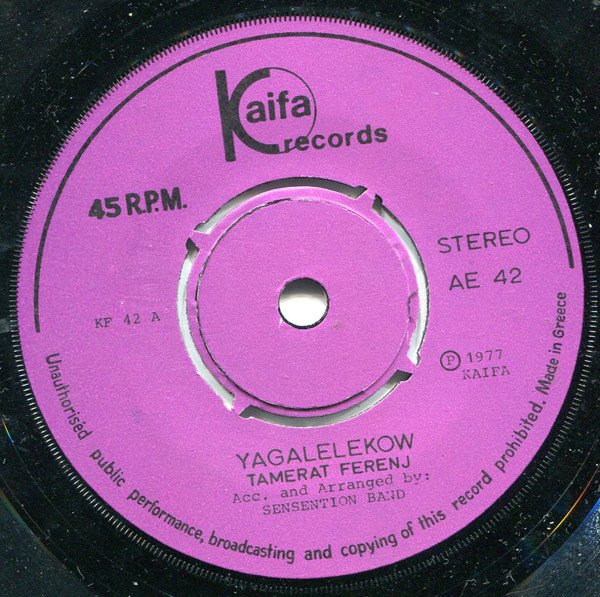 Kaifa
records
45 R.P.M.
STEREO
AE 42
KF 42 A
Ⓟ 1977
KAIFA
YAGALELEKOW
TAMERAT FERENJ
Acc. and Arranged by:
SENSENTION BAND
Unauthorised public performance, broadcasting and copying of this record prohibited. Made in Greece